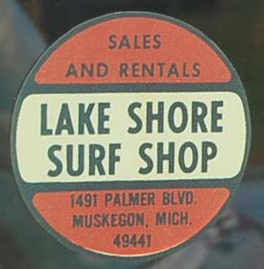 SALES
AND RENTALS
LAKE SHORE
SURF SHOP
1491 PALMER BLVD.
MUSKEGON, MICH.
49441